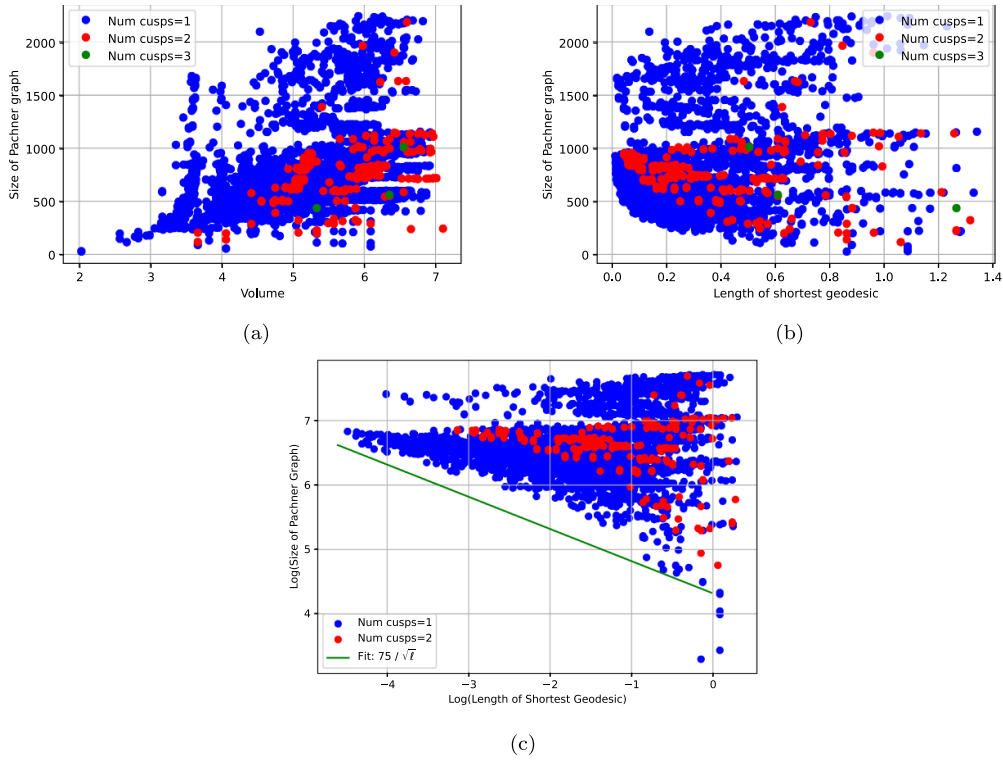 Num cusps=1
Num cusps=2
Num cusps=3
Size of Pachner graph
2000
1500
1000
500
0
2
3
4
5
6
7
Volume
(a)
Num cusps=1
Num cusps=2
Num cusps=3
Size of Pachner graph
2000
1500
1000
500
0
0.0
0.2
0.4
0.6
0.8
1.0
1.2
1.4
Length of shortest geodesic
(b)
Log(Size of Pachner Graph)
7
6
5
4
Num cusps=1
Num cusps=2
Fit: 75 / √ℓ
−4
−3
−2
−1
0
Log(Length of Shortest Geodesic)
(c)